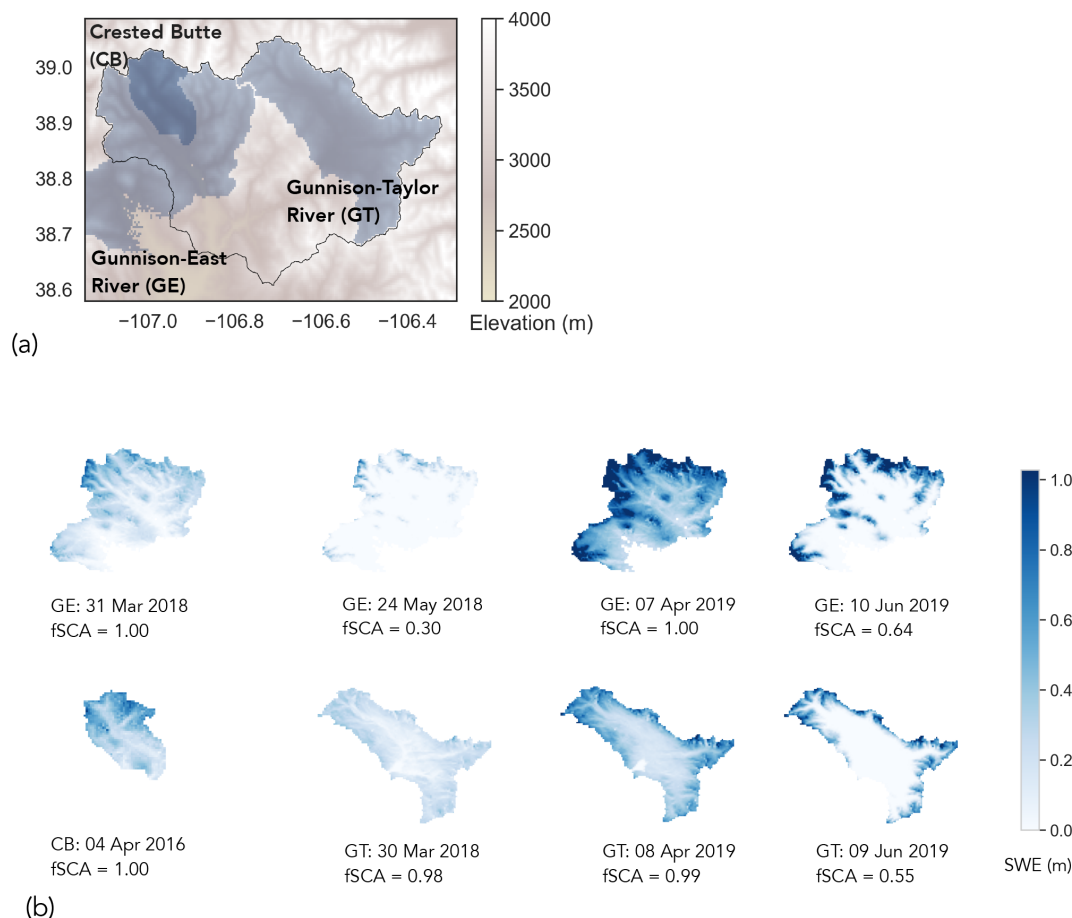 Crested Butte
(CB)
Gunnison-Taylor
River (GT)
Gunnison-East
River (GE)
39.0
38.9
38.8
38.7
38.6
−107.0 −106.8 −106.6 −106.4
4000
3500
3000
2500
2000
Elevation (m)
(a)
GE: 31 Mar 2018
fSCA = 1.00
GE: 24 May 2018
fSCA = 0.30
GE: 07 Apr 2019
fSCA = 1.00
GE: 10 Jun 2019
fSCA = 0.64
CB: 04 Apr 2016
fSCA = 1.00
GT: 30 Mar 2018
fSCA = 0.98
GT: 08 Apr 2019
fSCA = 0.99
GT: 09 Jun 2019
fSCA = 0.55
1.0
0.8
0.6
0.4
0.2
0.0
SWE (m)
(b)